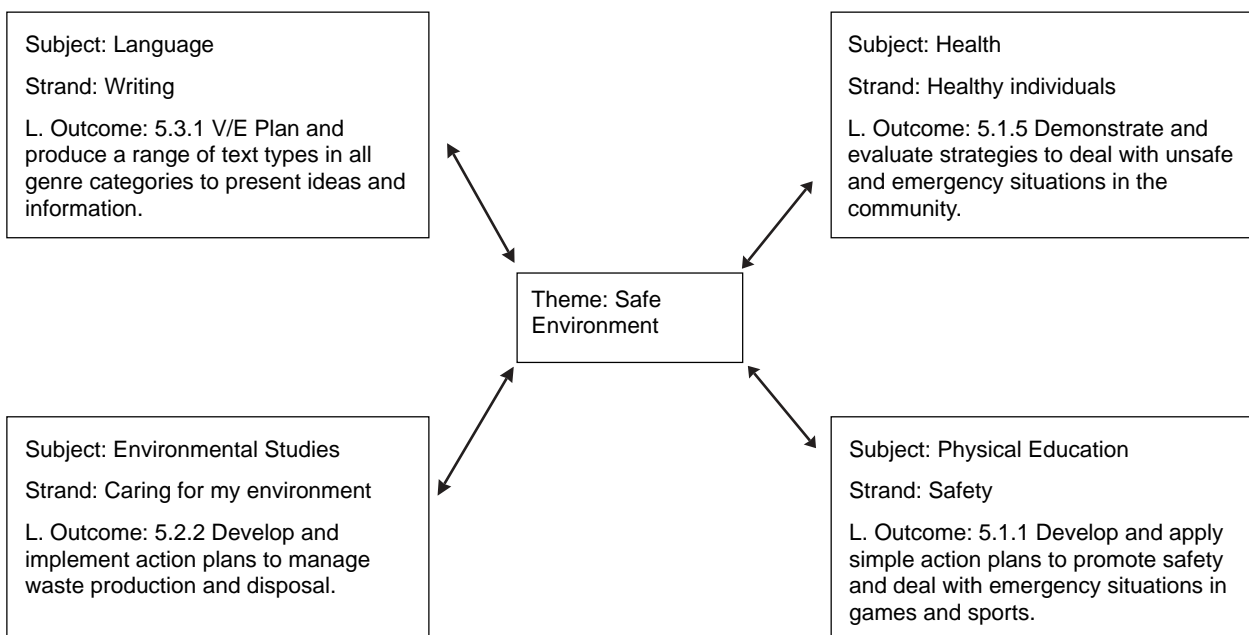 Subject: Language
Strand: Writing
L. Outcome: 5.3.1 V/E Plan and
produce a range of text types in all
genre categories to present ideas and
information.
Subject: Health
Strand: Healthy individuals
L. Outcome: 5.1.5 Demonstrate and
evaluate strategies to deal with unsafe
and emergency situations in the
community.
Theme: Safe
Environment
Subject: Environmental Studies
Strand: Caring for my environment
L. Outcome: 5.2.2 Develop and
implement action plans to manage
waste production and disposal.
Subject: Physical Education
Strand: Safety
L. Outcome: 5.1.1 Develop and apply
simple action plans to promote safety
and deal with emergency situations in
games and sports.